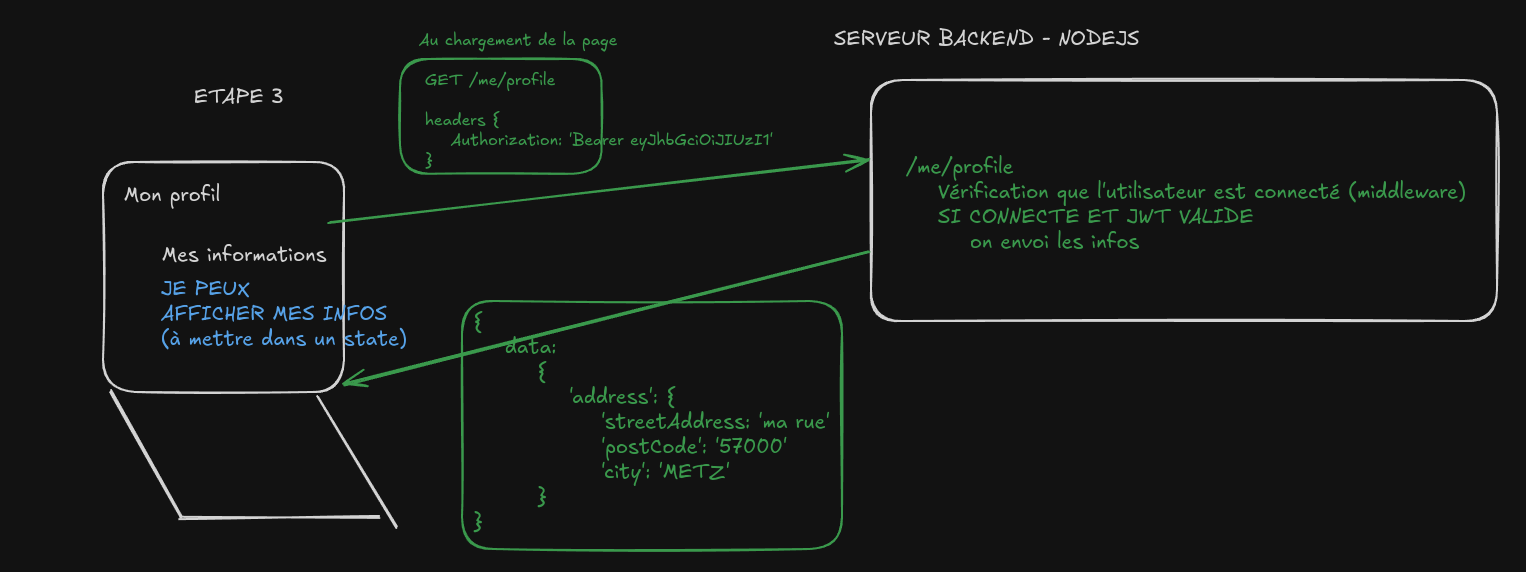 Au chargement de la page
SERVEUR BACKEND - NODEJS
GET /me/profile
ETAPE 3
headers {
Authorization: 'Bearer eyJhbGciOiJIUzI1'
}
/me/profile
Vérification que l'utilisateur est connecté (middleware)
SI CONNECTE ET JWT VALIDE
on envoi les infos
Mon profil
Mes informations
JE PEUX
AFFICHER MES INFOS
(à mettre dans un state)
{
data:
{
'address': {
'streetAddress: 'ma rue'
'postCode': '57000'
'city': 'METZ'
}
}